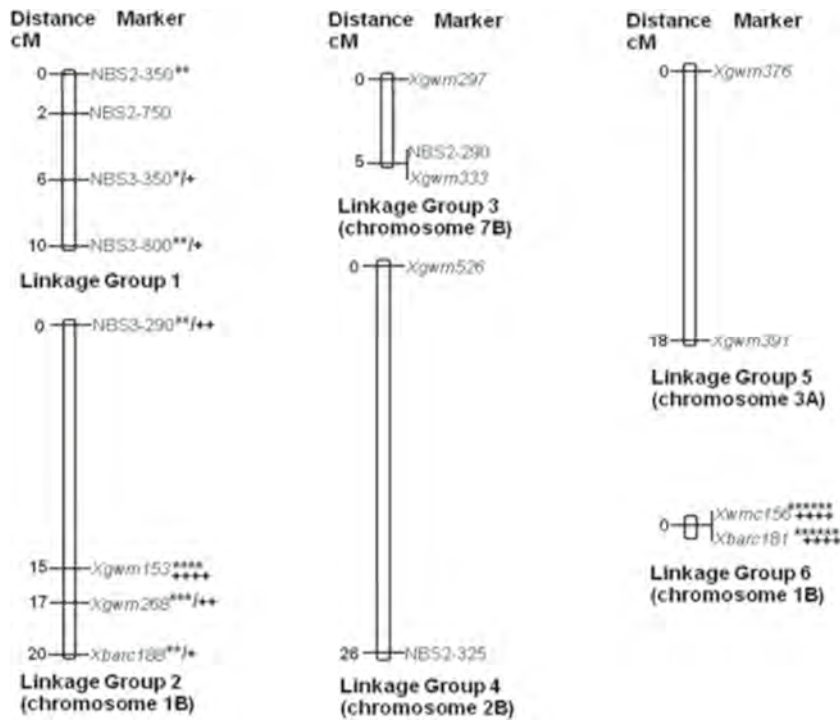 Distance Marker
cM
0 NBS2-350**
2 NBS2-750
6 NBS3-350*/+
10 NBS3-800**/+
Linkage Group 1
0 NBS3-290**/++
15 Xgwm153****
++++
17 Xgwm268***/++
20 Xbarc188**/+
Linkage Group 2
(chromosome 1B)
Distance Marker
cM
0 Xgwm297
5 NBS2-290
Xgwm333
Linkage Group 3
(chromosome 7B)
0 Xgwm526
26 NBS2-325
Linkage Group 4
(chromosome 2B)
Distance Marker
cM
0 Xgwm376
18 Xgwm391
Linkage Group 5
(chromosome 3A)
0 Xwmc156******
++++
Xbarc181******
++++
Linkage Group 6
(chromosome 1B)